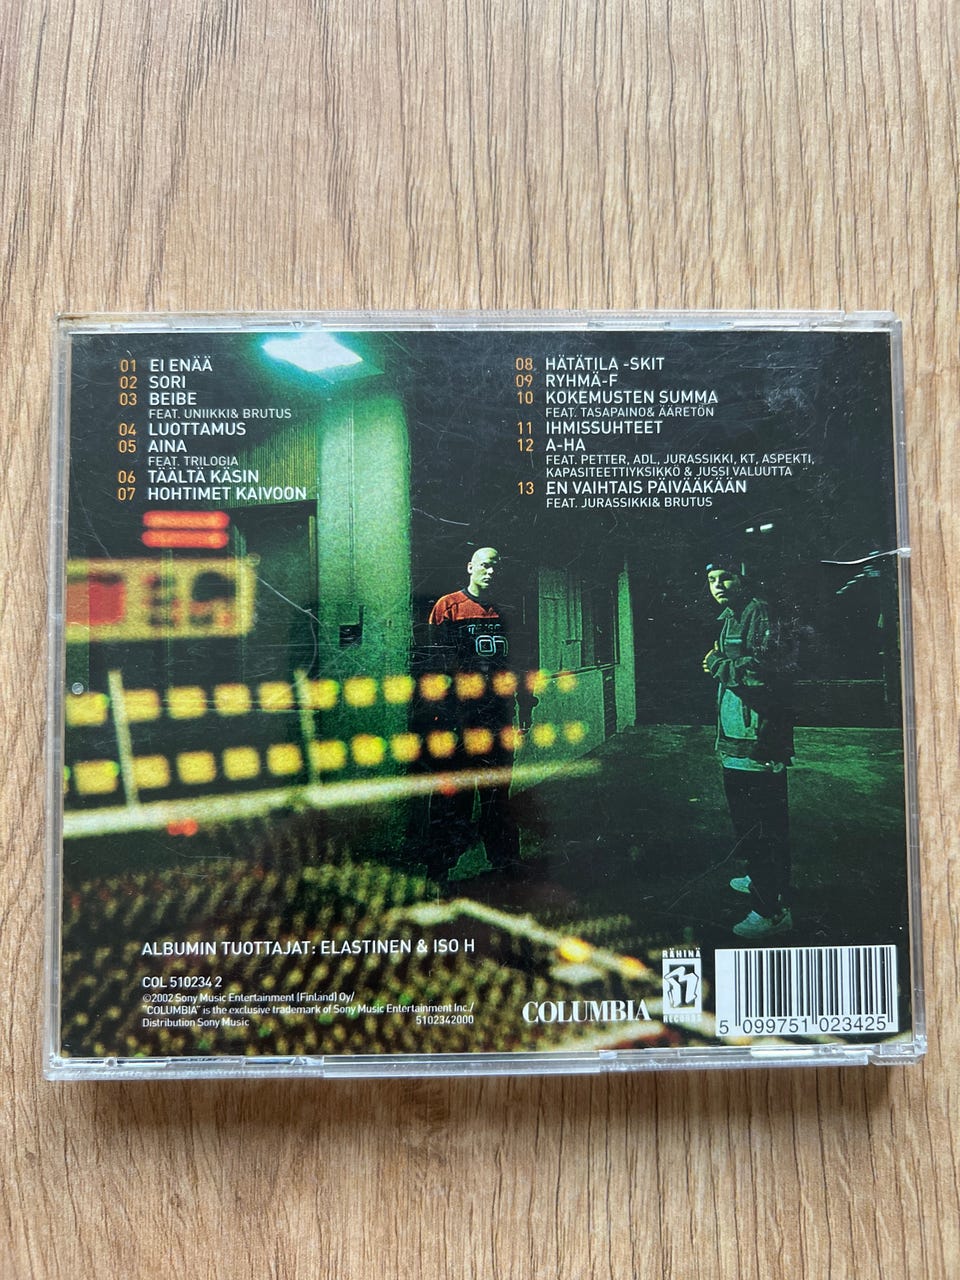 01 EI ENÄÄ
02 SORI
03 BEIBE
FEAT. UNIIKKI& BRUTUS
04 LUOTTAMUS
05 AINA
FEAT. TRILOGIA
06 TÄÄLTÄ KÄSIN
07 HOHTIMET KAIVOON
08 HÄTÄTILA -SKIT
09 RYHMÄ-F
10 KOKEMUSTEN SUMMA
FEAT. TASAPAINO& ÄÄRETÖN
11 IHMISSUHTEET
12 A-HA
FEAT. PETTER, ADL, JURASSIKKI, KT, ASPEKTI,
KAPASITEETTIYKSIKKÖ & JUSSI VALUUTTA
13 EN VAIHTAIS PÄIVÄÄKÄÄN
FEAT. JURASSIKKI& BRUTUS
07
ALBUMIN TUOTTAJAT: ELASTINEN & ISO H
COL 510234 2
©2002 Sony Music Entertainment (Finland) Oy/
"COLUMBIA" is the exclusive trademark of Sony Music Entertainment Inc./
Distribution Sony Music 5102342000
COLUMBIA
RÄHINÄ
RECORDS
5 099751 023425